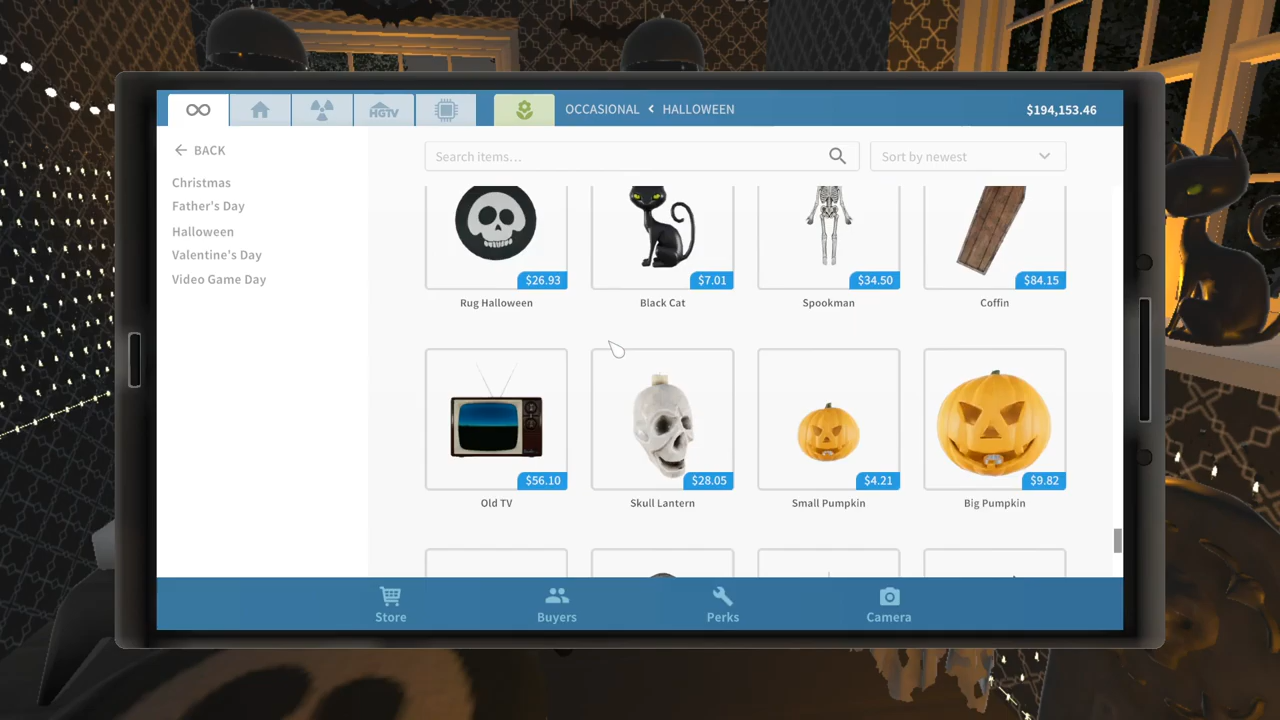 HGTV
OCCASIONAL < HALLOWEEN
$194,153.46
BACK
Search items...
Sort by newest
Christmas
Father's Day
Halloween
Valentine's Day
Video Game Day
$26.93
$7.01
$34.50
$84.15
Rug Halloween
Black Cat
Spookman
Coffin
$56.10
$28.05
$4.21
$9.82
Old TV
Skull Lantern
Small Pumpkin
Big Pumpkin
Store
Buyers
Perks
Camera